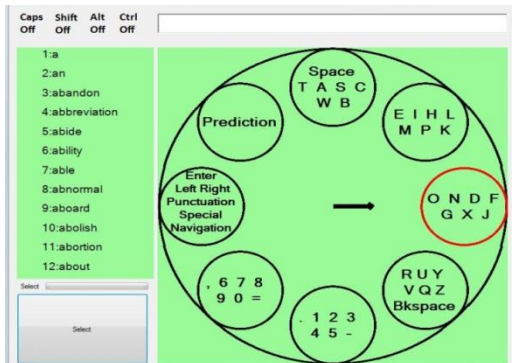 Caps Shift Alt Ctrl
Off Off Off Off
1:a
2:an
3:abandon
4:abbreviation
5:abide
6:ability
7:able
8:abnormal
9:aboard
10:abolish
11:abortion
12:about
Select
Select
Space
T A S C
W B
Prediction
E I H L
M P K
Enter
Left Right
Punctuation
Special
Navigation
O N D F
G X J
, 6 7 8
9 0 =
. 1 2 3
4 5 -
R U Y
V Q Z
Bkspace